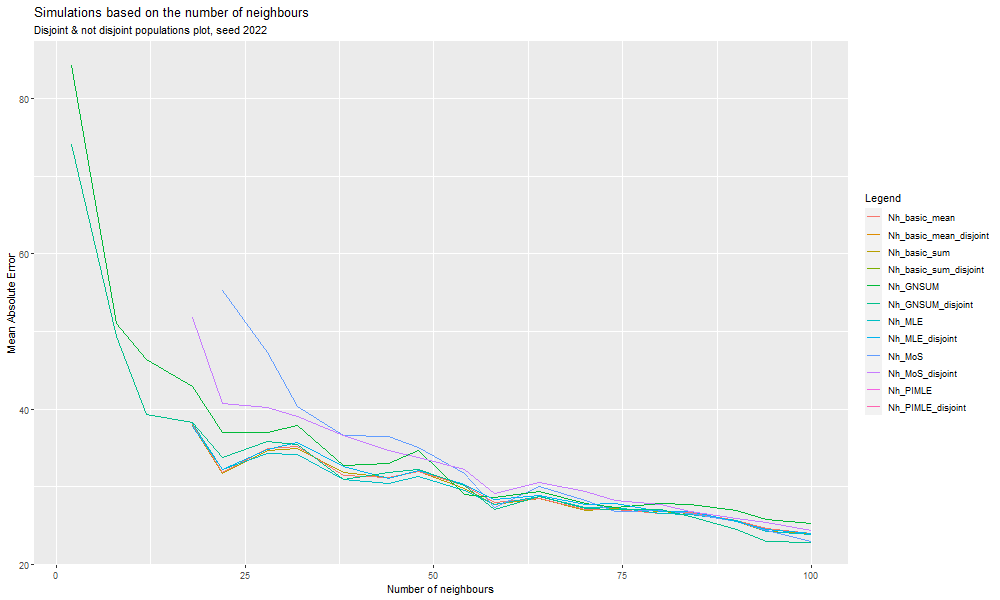 Simulations based on the number of neighbours
Disjoint & not disjoint populations plot, seed 2022
Mean Absolute Error
80
60
40
20
0
25
50
75
100
Number of neighbours
Legend
Nh_basic_mean
Nh_basic_mean_disjoint
Nh_basic_sum
Nh_basic_sum_disjoint
Nh_GNSUM
Nh_GNSUM_disjoint
Nh_MLE
Nh_MLE_disjoint
Nh_MoS
Nh_MoS_disjoint
Nh_PIMLE
Nh_PIMLE_disjoint